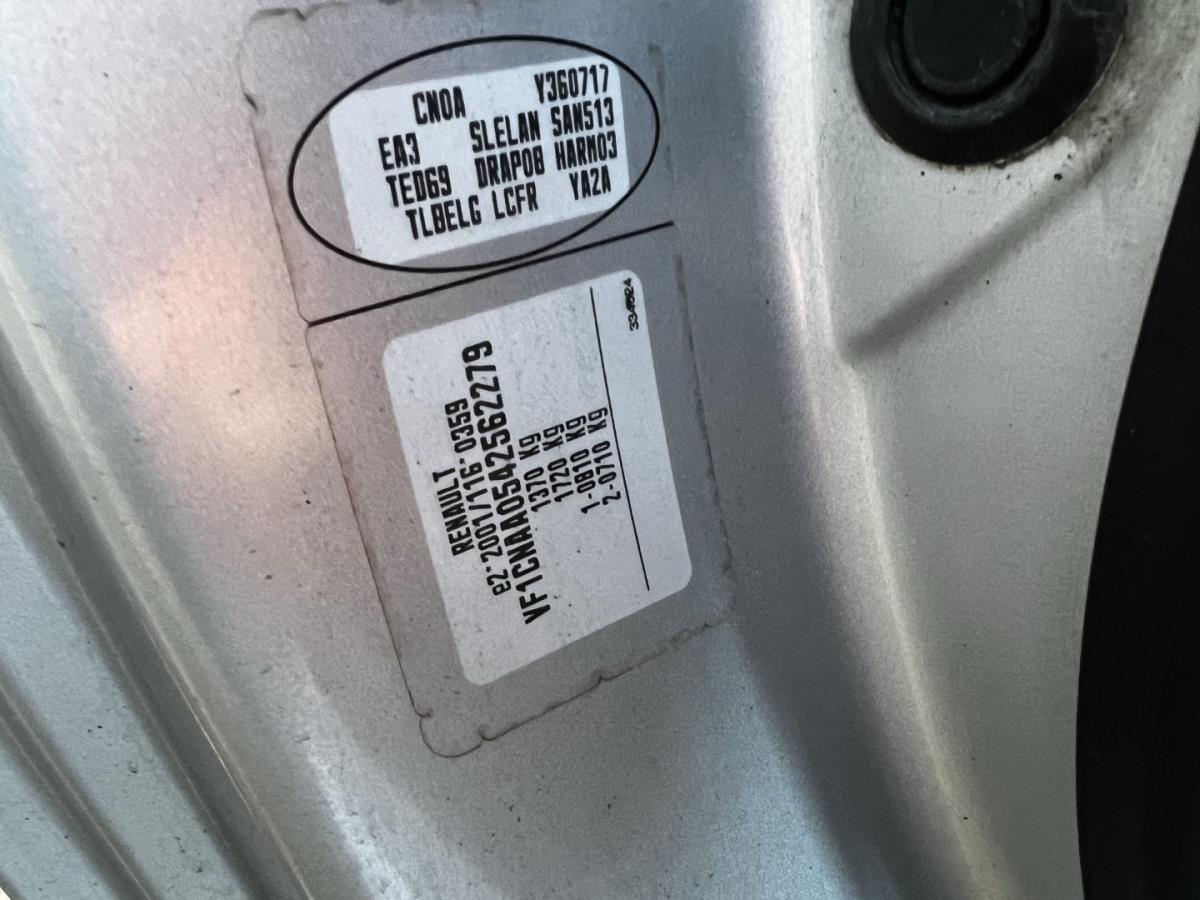 CN0A Y360717
EA3 SLELAN SAN513
TED69 DRAP08 HARM03
TLBELG LCFR YA2A
RENAULT
e2*2001/116*0359
VF1CNAA0542562279
1370 Kg
1720 Kg
1-0810 Kg
2-0710 Kg